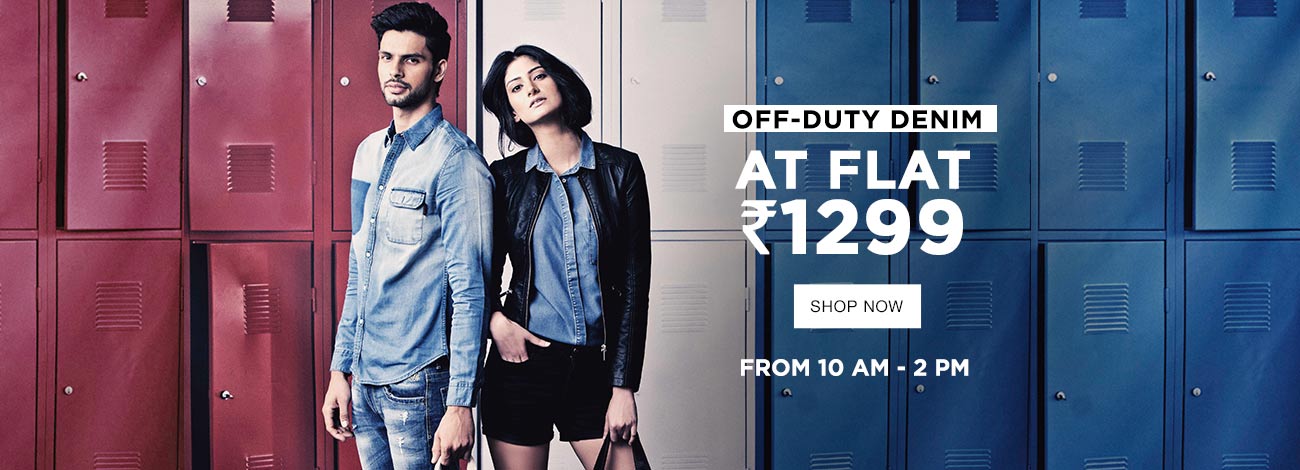 OFF-DUTY DENIM
AT FLAT
₹1299
SHOP NOW
FROM 10 AM - 2 PM